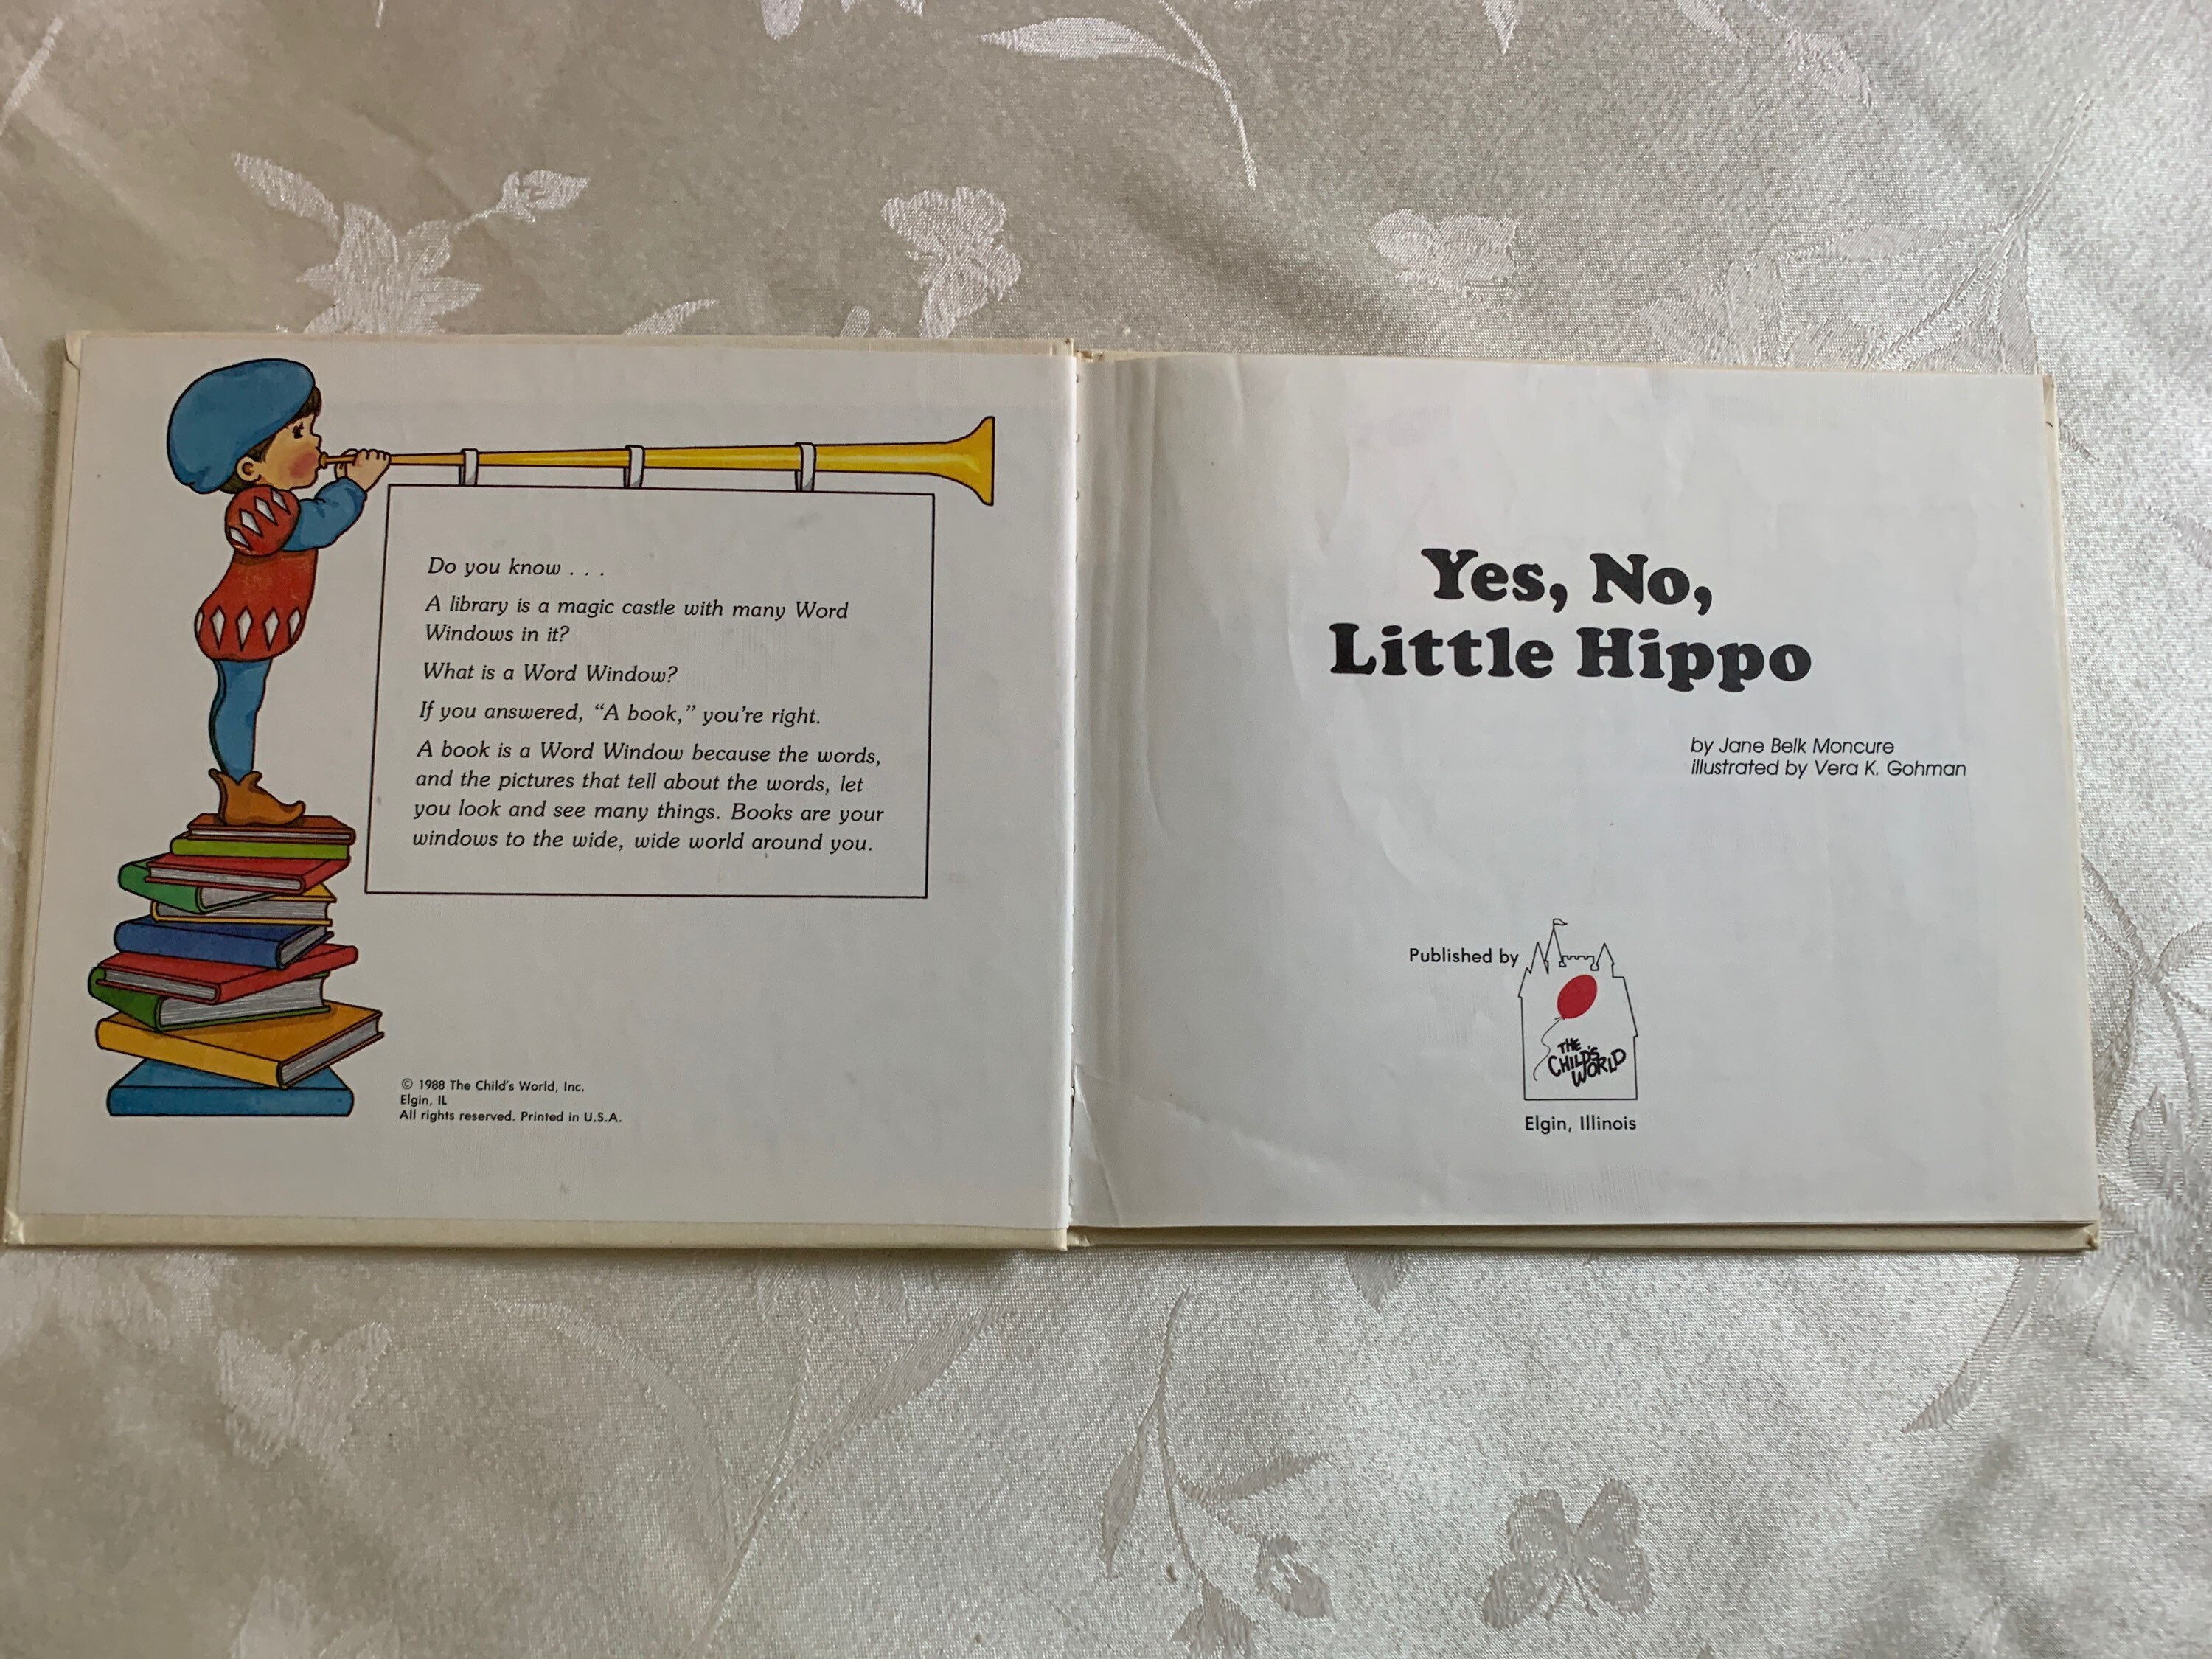 Do you know . . .
A library is a magic castle with many Word
Windows in it?
What is a Word Window?
If you answered, “A book,” you’re right.
A book is a Word Window because the words,
and the pictures that tell about the words, let
you look and see many things. Books are your
windows to the wide, wide world around you.
© 1988 The Child’s World, Inc.
Elgin, IL
All rights reserved. Printed in U.S.A.
Yes, No,
Little Hippo
by Jane Belk Moncure
illustrated by Vera K. Gohman
Published by
THE
CHILD'S
WORLD
Elgin, Illinois